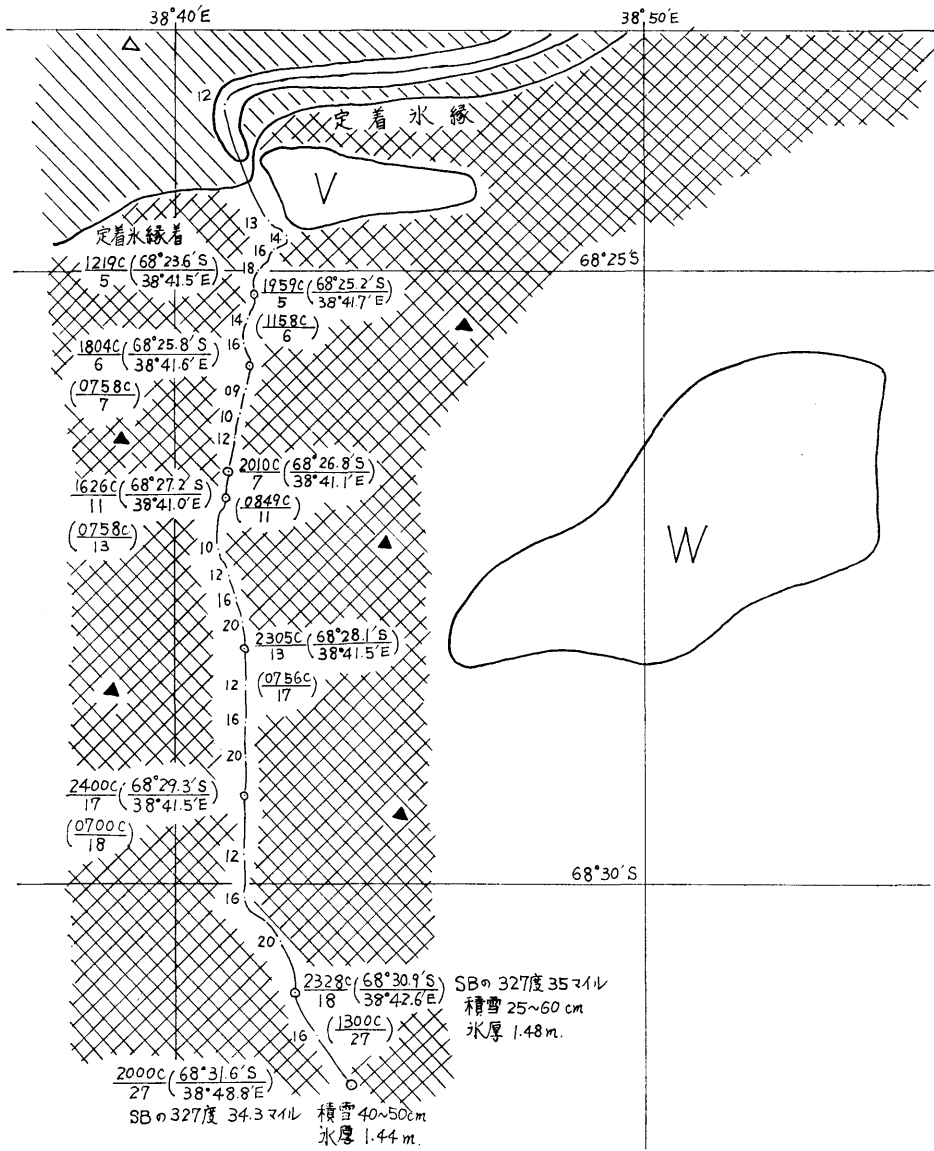 38°40′E
38°50′E
12
定着氷縁
V
13
14
16
18
定着氷縁着
1219C/5 (68°23.6′S/38°41.5′E)
68°25′S
1959C/5 (68°25.2′S/38°41.7′E)
(1158C/6)
14
16
1804C/6 (68°25.8′S/38°41.6′E)
(0758C/7)
09
10
12
2010C/7 (68°26.8′S/38°41.1′E)
(0849C/11)
1626C/11 (68°27.2′S/38°41.0′E)
(0758C/13)
W
10
12
16
20
2305C/13 (68°28.1′S/38°41.5′E)
(0756C/17)
12
16
20
2400C/17 (68°29.3′S/38°41.5′E)
(0700C/18)
12
68°30′S
16
20
2328C/18 (68°30.9′S/38°42.6′E)
(1300C/27)
SBの327度35マイル
積雪25~60cm
氷厚1.48m.
16
2000C/27 (68°31.6′S/38°48.8′E)
SBの327度 34.3マイル
積雪40~50cm
氷厚1.44m.